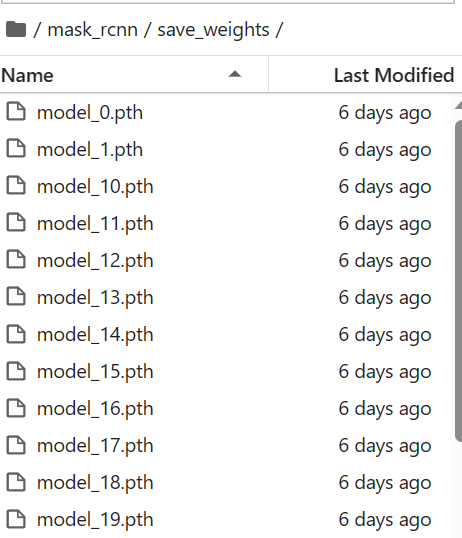 / mask_rcnn / save_weights /
Name Last Modified
model_0.pth 6 days ago
model_1.pth 6 days ago
model_10.pth 6 days ago
model_11.pth 6 days ago
model_12.pth 6 days ago
model_13.pth 6 days ago
model_14.pth 6 days ago
model_15.pth 6 days ago
model_16.pth 6 days ago
model_17.pth 6 days ago
model_18.pth 6 days ago
model_19.pth 6 days ago